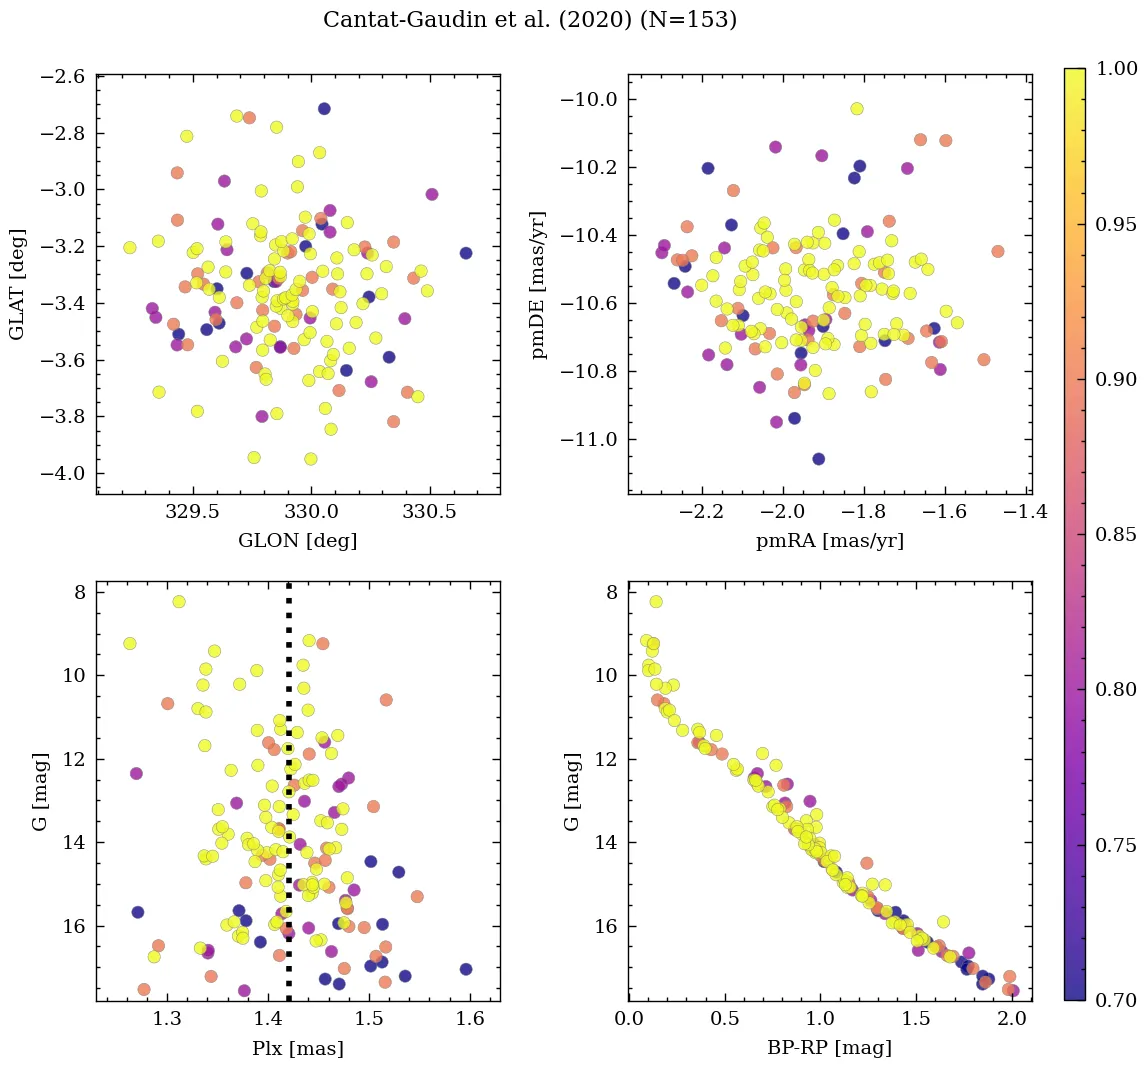 Cantat-Gaudin et al. (2020) (N=153)
−2.6
−2.8
−3.0
−3.2
−3.4
−3.6
−3.8
−4.0
GLAT [deg]
329.5 330.0 330.5
GLON [deg]
−10.0
−10.2
−10.4
−10.6
−10.8
−11.0
pmDE [mas/yr]
−2.2 −2.0 −1.8 −1.6 −1.4
pmRA [mas/yr]
8
10
12
14
16
G [mag]
1.3 1.4 1.5 1.6
Plx [mas]
8
10
12
14
16
G [mag]
0.0 0.5 1.0 1.5 2.0
BP-RP [mag]
1.00
0.95
0.90
0.85
0.80
0.75
0.70